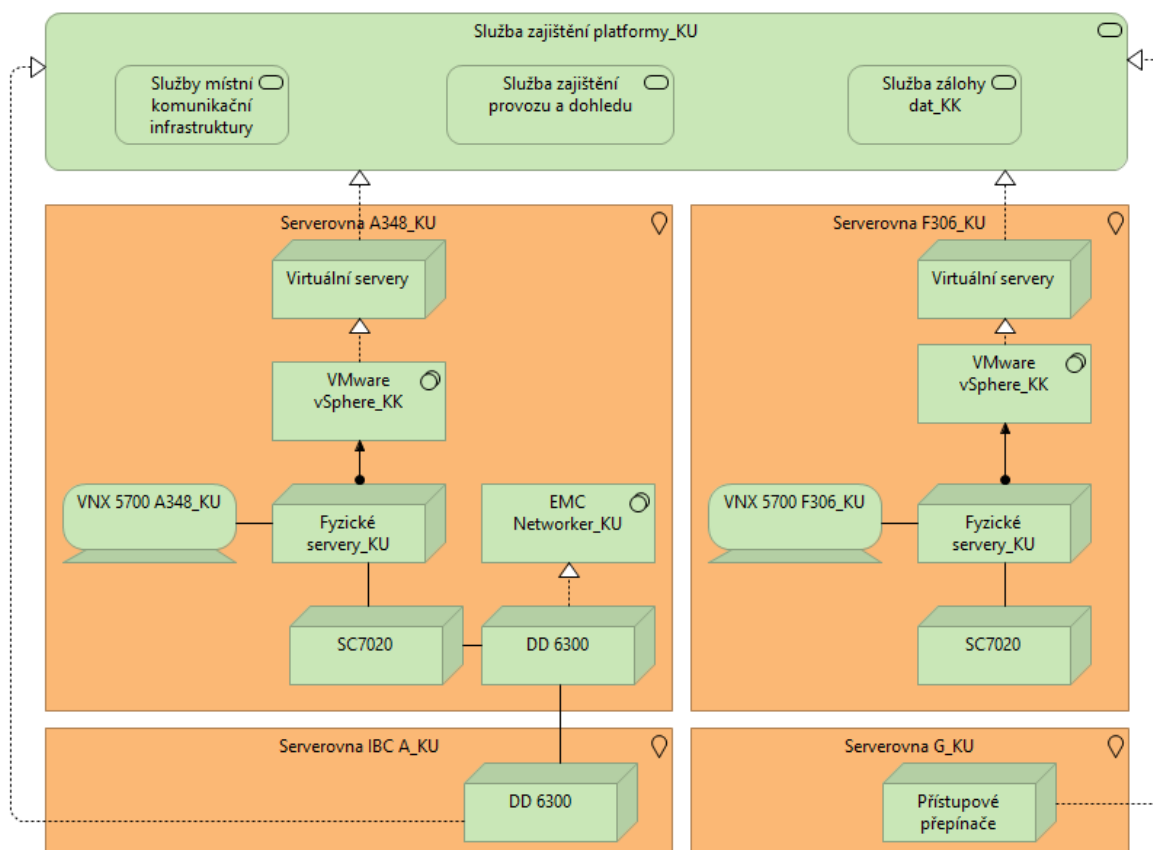 Služba zajištění platformy_KU
Služby místní
komunikační
infrastruktury
Služba zajištění
provozu a dohledu
Služba zálohy
dat_KK
Serverovna A348_KU
Virtuální servery
VMware
vSphere_KK
VNX 5700 A348_KU
Fyzické
servery_KU
EMC
Networker_KU
SC7020
DD 6300
Serverovna F306_KU
Virtuální servery
VMware
vSphere_KK
VNX 5700 F306_KU
Fyzické
servery_KU
SC7020
Serverovna IBC A_KU
DD 6300
Serverovna G_KU
Přístupové
přepínače